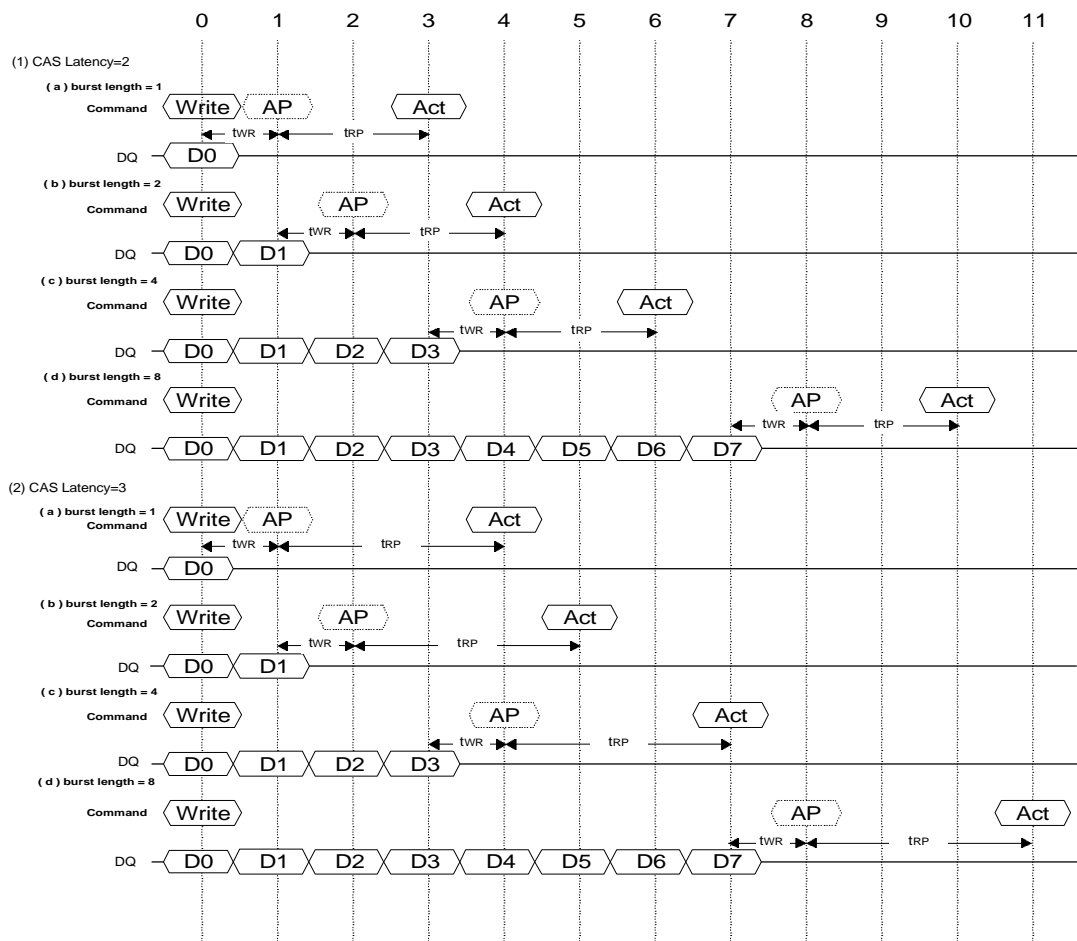 0 1 2 3 4 5 6 7 8 9 10 11
(1) CAS Latency=2
( a ) burst length = 1
Command Write AP Act
tWR tRP
DQ D0
( b ) burst length = 2
Command Write AP Act
tWR tRP
DQ D0 D1
( c ) burst length = 4
Command Write AP Act
tWR tRP
DQ D0 D1 D2 D3
( d ) burst length = 8
Command Write AP Act
tWR tRP
DQ D0 D1 D2 D3 D4 D5 D6 D7
(2) CAS Latency=3
( a ) burst length = 1
Command Write AP Act
tWR tRP
DQ D0
( b ) burst length = 2
Command Write AP Act
tWR tRP
DQ D0 D1
( c ) burst length = 4
Command Write AP Act
tWR tRP
DQ D0 D1 D2 D3
( d ) burst length = 8
Command Write AP Act
tWR tRP
DQ D0 D1 D2 D3 D4 D5 D6 D7